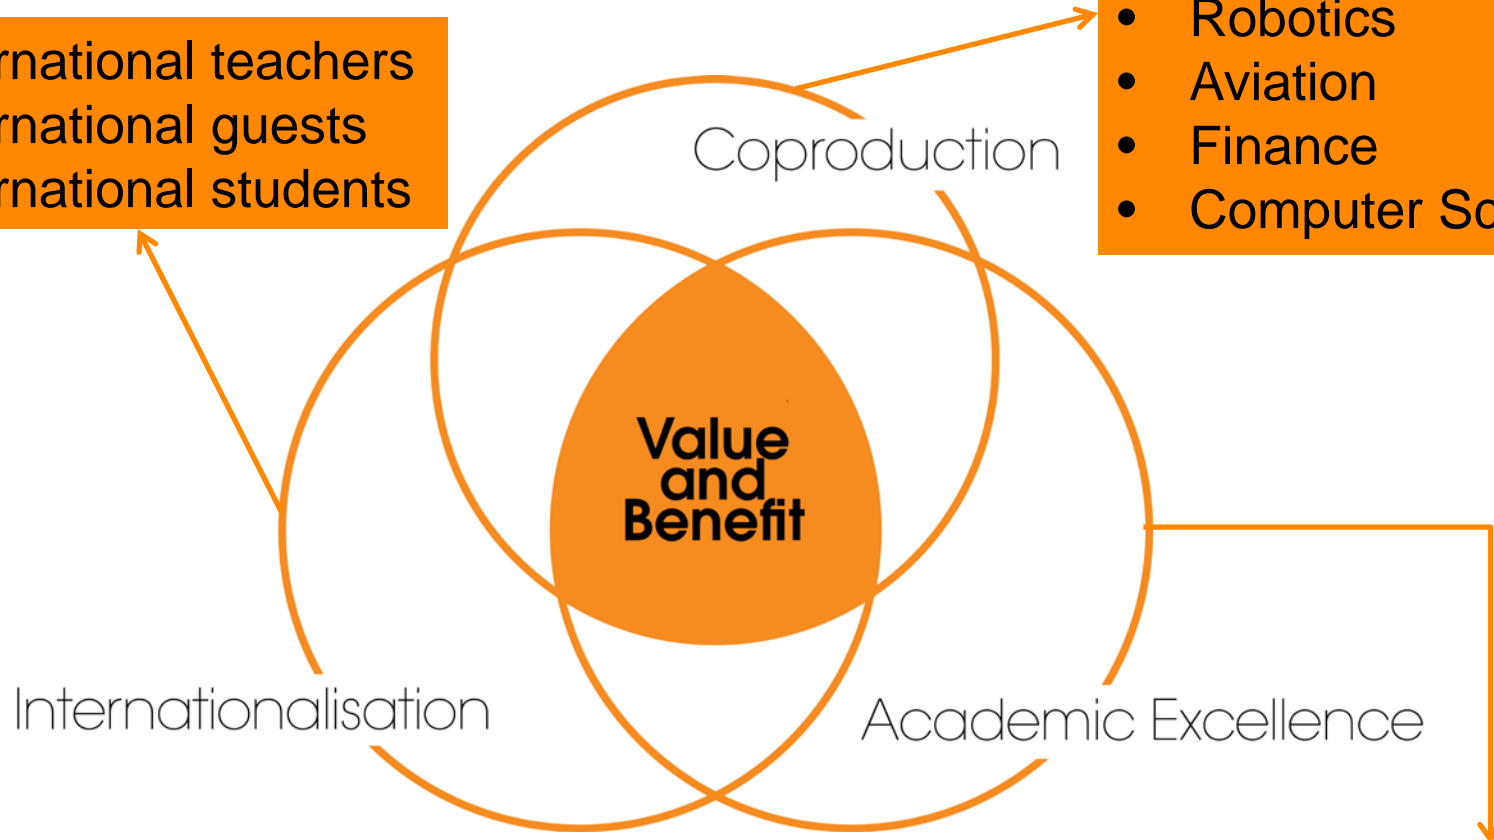 rnational teachers
rnational guests
rnational students
• Robotics
• Aviation
• Finance
• Computer Sc
Coproduction
Value
and
Benefit
Internationalisation
Academic Excellence